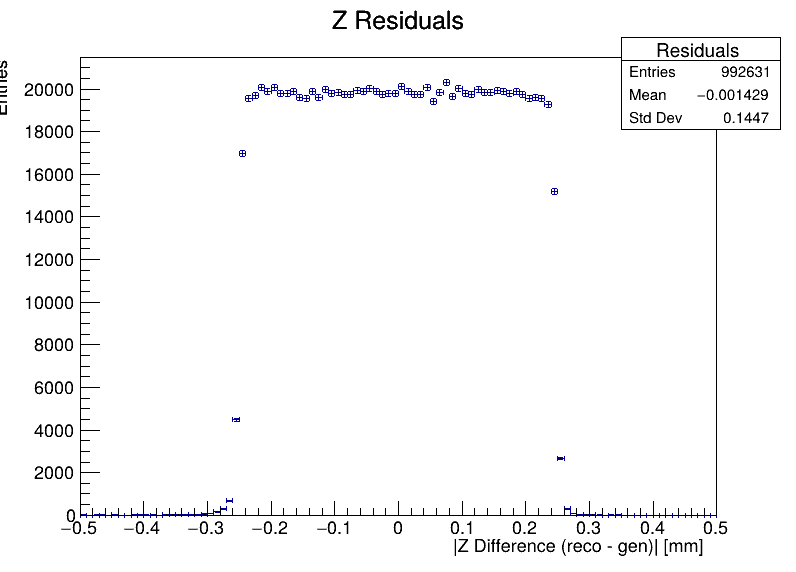 Z Residuals
Residuals
Entries 992631
Mean −0.001429
Std Dev 0.1447
Entries
20000
18000
16000
14000
12000
10000
8000
6000
4000
2000
0
−0.5 −0.4 −0.3 −0.2 −0.1 0 0.1 0.2 0.3 0.4 0.5
|Z Difference (reco - gen)| [mm]